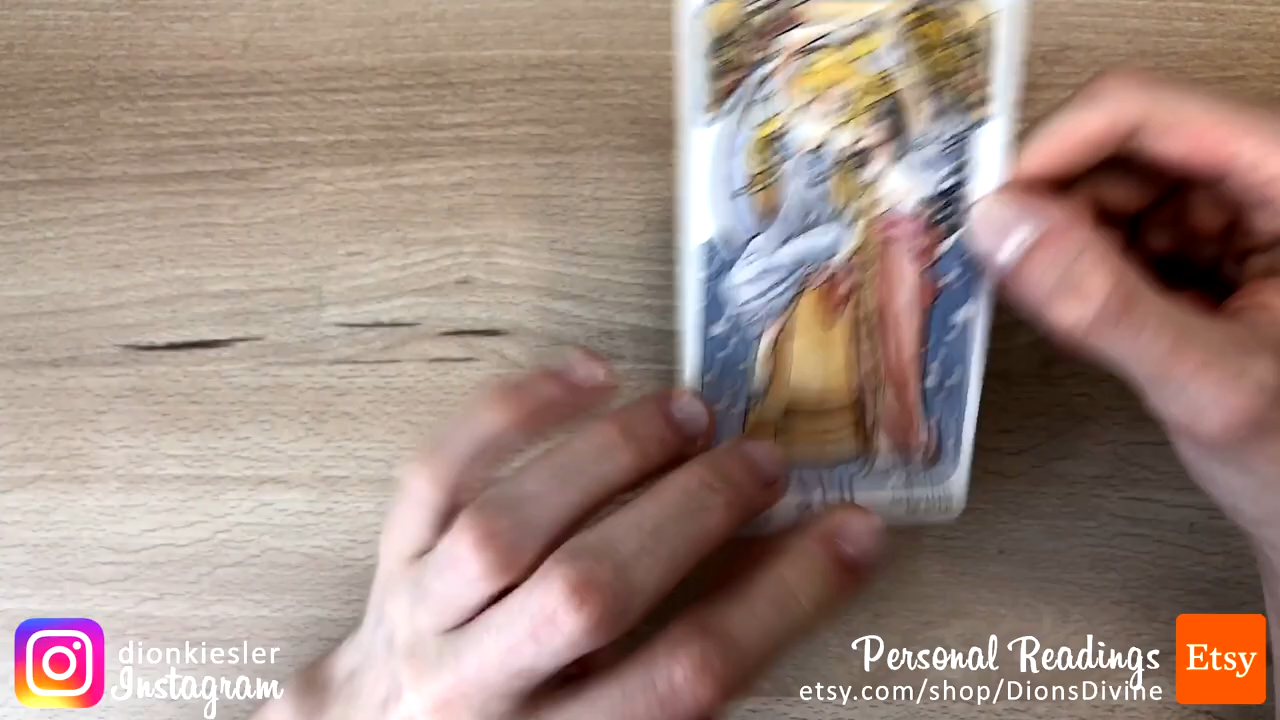 dionkiesler
Instagram
Personal Readings
etsy.com/shop/DionsDivine
Etsy